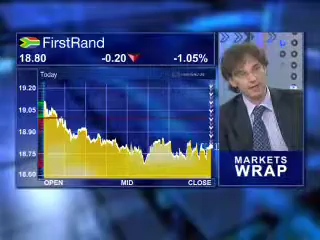 FirstRand
18.80 -0.20 -1.05%
Today
19.20
19.05
18.90
18.75
18.60
OPEN MID CLOSE
MARKETS
WRAP